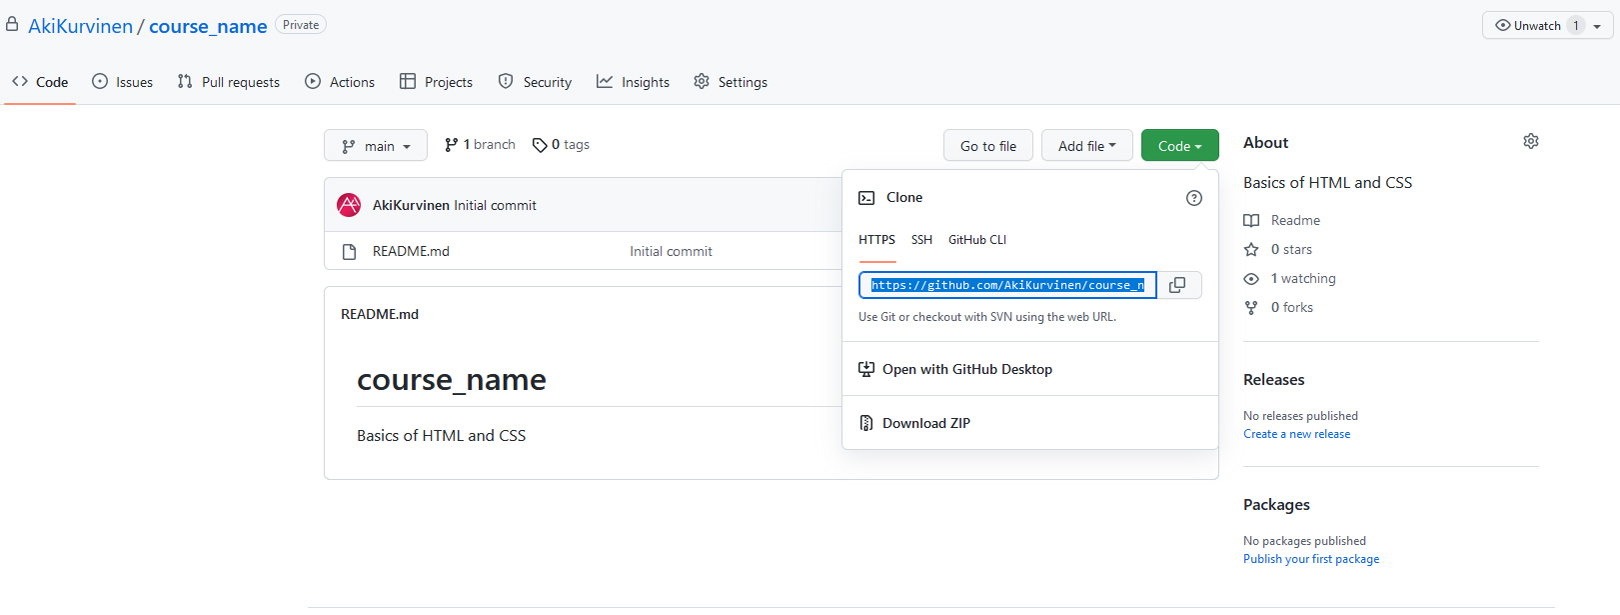 AkiKurvinen / course_name Private
Unwatch 1
Code Issues Pull requests Actions Projects Security Insights Settings
main 1 branch 0 tags
Go to file Add file Code
AkiKurvinen Initial commit
README.md Initial commit
README.md
course_name
Basics of HTML and CSS
Clone
HTTPS SSH GitHub CLI
https://github.com/AkiKurvinen/course_n
Use Git or checkout with SVN using the web URL.
Open with GitHub Desktop
Download ZIP
About
Basics of HTML and CSS
Readme
0 stars
1 watching
0 forks
Releases
No releases published
Create a new release
Packages
No packages published
Publish your first package